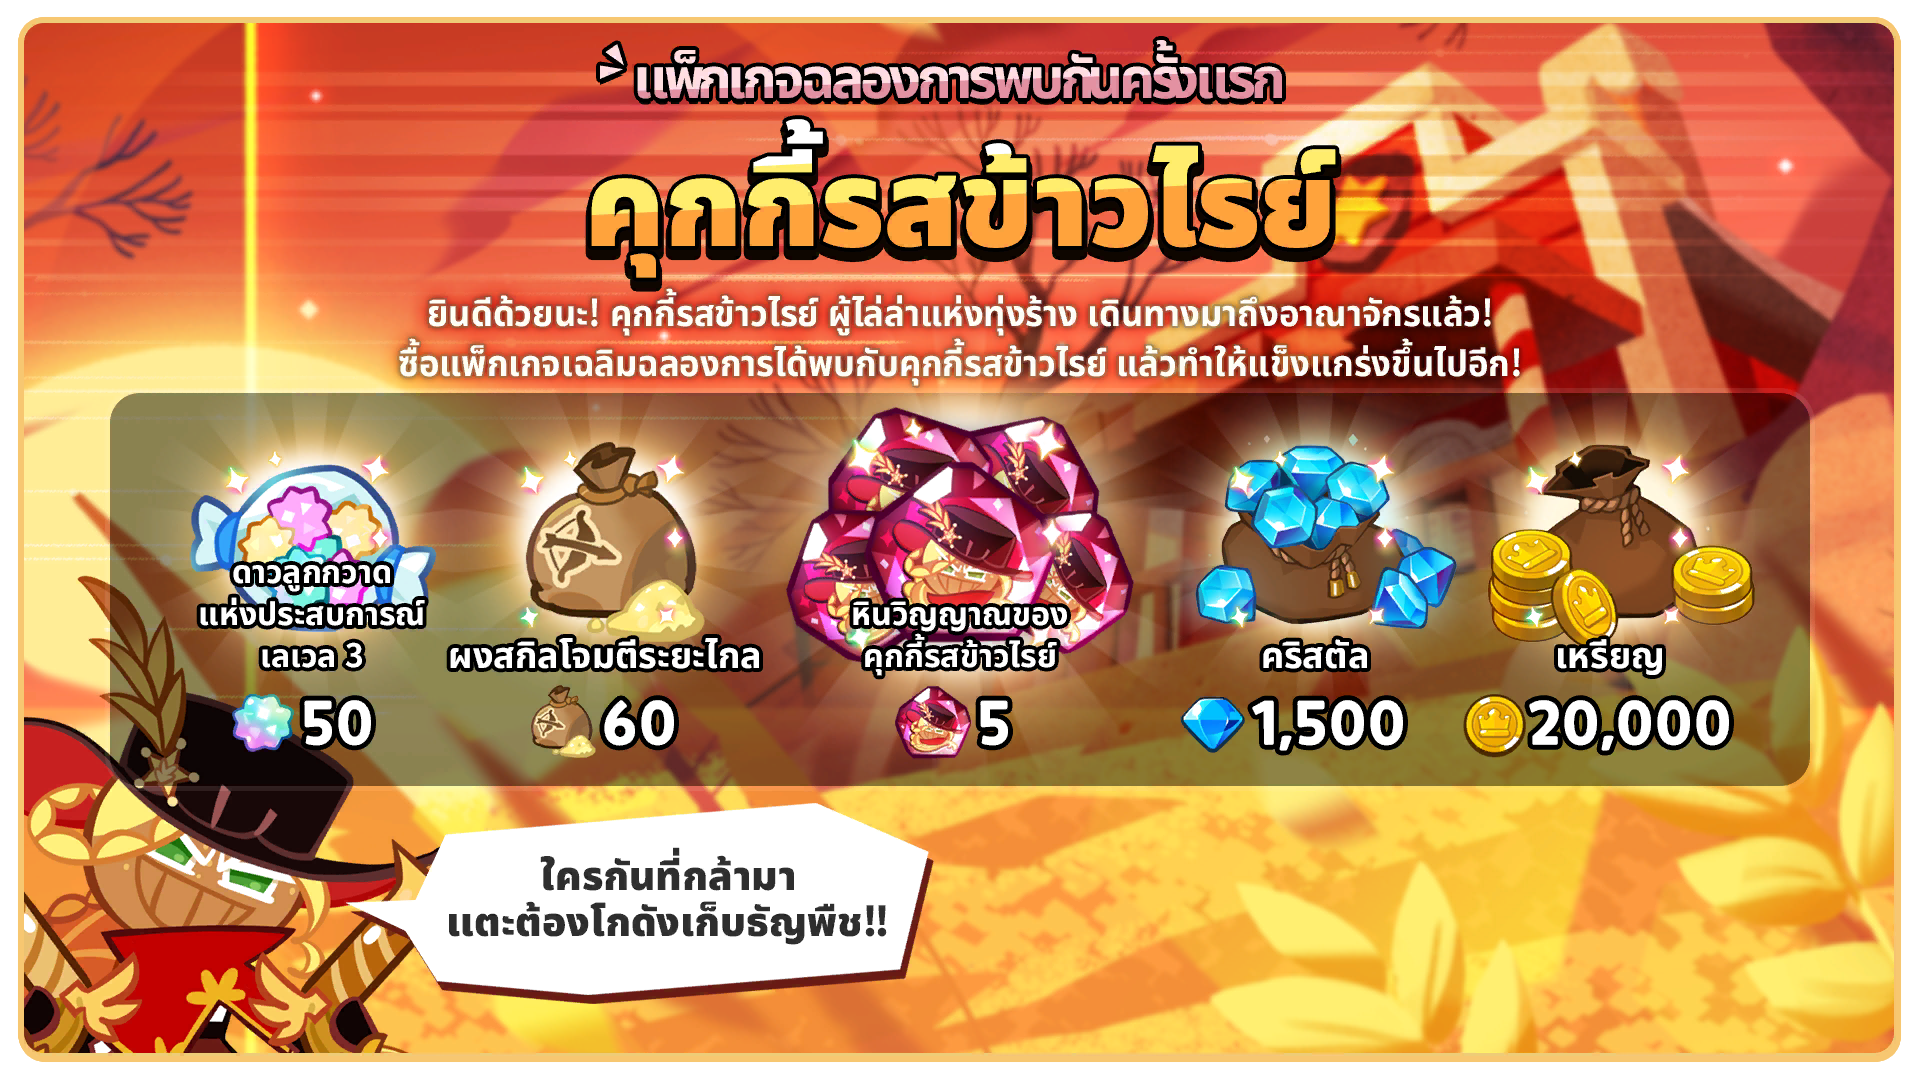 แพ็กเกจฉลองการพบกันครั้งแรก
คุกกี้รสข้าวไรย์
ยินดีด้วยนะ! คุกกี้รสข้าวไรย์ ผู้ไล่ล่าแห่งทุ่งร้าง เดินทางมาถึงอาณาจักรแล้ว!
ซื้อแพ็กเกจเฉลิมฉลองการได้พบกับคุกกี้รสข้าวไรย์ แล้วทำให้แข็งแกร่งขึ้นไปอีก!
ดาวลูกกวาด
แห่งประสบการณ์
เลเวล 3
50
ผงสกิลโจมตีระยะไกล
60
หินวิญญาณของ
คุกกี้รสข้าวไรย์
5
คริสตัล
1,500
เหรียญ
20,000
ใครกันที่กล้ามา
แตะต้องโกดังเก็บธัญพืช!!